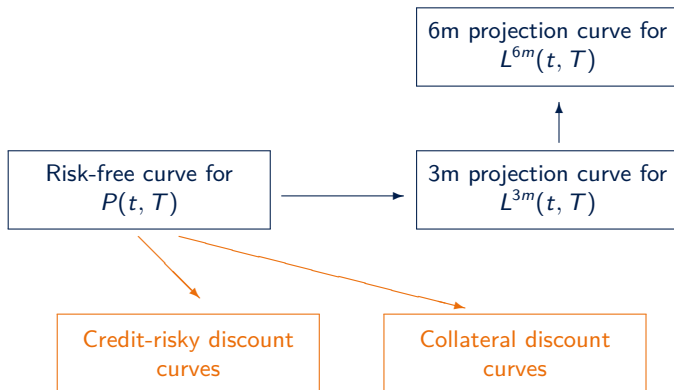 6m projection curve for
L^{6m}(t, T)
Risk-free curve for
P(t, T)
3m projection curve for
L^{3m}(t, T)
Credit-risky discount
curves
Collateral discount
curves